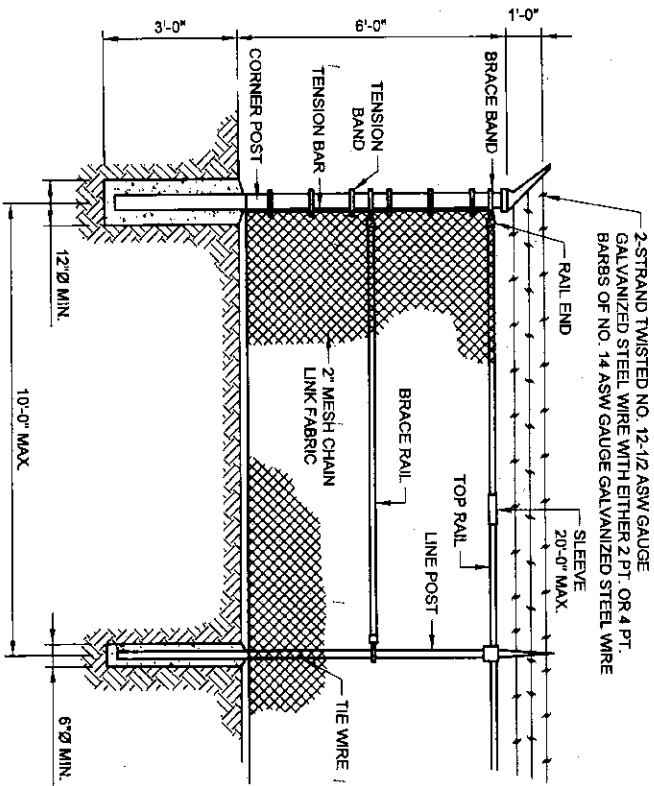 2-STRAND TWISTED NO. 12-1/2 ASW GAUGE
GALVANIZED STEEL WIRE WITH EITHER 2 PT. OR 4 PT.
BARBS OF NO. 14 ASW GAUGE GALVANIZED STEEL WIRE
1'-0"
6'-0"
3'-0"
BRACE BAND
TENSION
BAND
TENSION BAR
CORNER POST
RAIL END
SLEEVE
20'-0" MAX.
TOP RAIL
BRACE RAIL
LINE POST
2" MESH CHAIN
LINK FABRIC
TIE WIRE
12"Ø MIN.
10'-0" MAX.
6"Ø MIN.